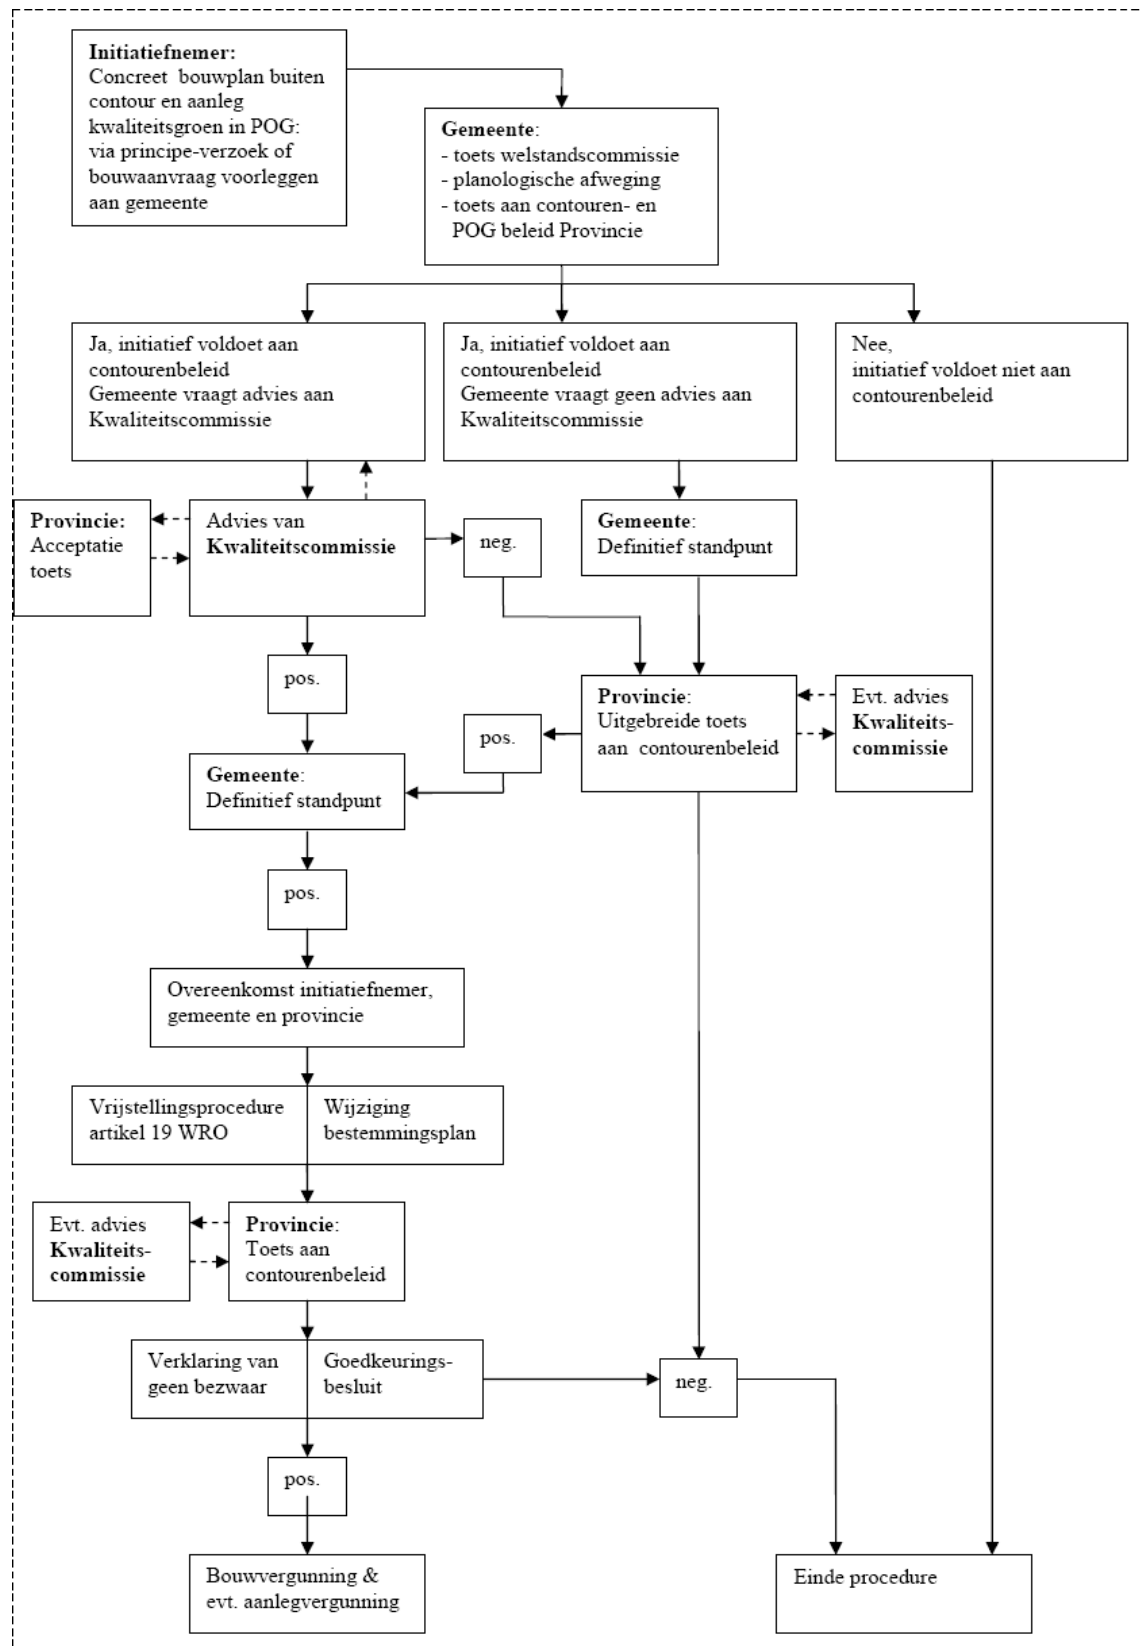 Initiatiefnemer:
Concreet bouwplan buiten
contour en aanleg
kwaliteitsgroen in POG:
via principe-verzoek of
bouwaanvraag voorleggen
aan gemeente
Gemeente:
- toets welstandscommissie
- planologische afweging
- toets aan contouren- en
POG beleid Provincie
Ja, initiatief voldoet aan
contourenbeleid
Gemeente vraagt advies aan
Kwaliteitscommissie
Ja, initiatief voldoet aan
contourenbeleid
Gemeente vraagt geen advies aan
Kwaliteitscommissie
Nee,
initiatief voldoet niet aan
contourenbeleid
Provincie:
Acceptatie
toets
Advies van
Kwaliteitscommissie
neg.
Gemeente:
Definitief standpunt
pos.
Provincie:
Uitgebreide toets
aan contourenbeleid
Evt. advies
Kwaliteits-
commissie
pos.
Gemeente:
Definitief standpunt
pos.
Overeenkomst initiatiefnemer,
gemeente en provincie
Vrijstellingsprocedure
artikel 19 WRO
Wijziging
bestemmingsplan
Evt. advies
Kwaliteits-
commissie
Provincie:
Toets aan
contourenbeleid
Verklaring van
geen bezwaar
Goedkeurings-
besluit
neg.
pos.
Bouwvergunning &
evt. aanlegvergunning
Einde procedure